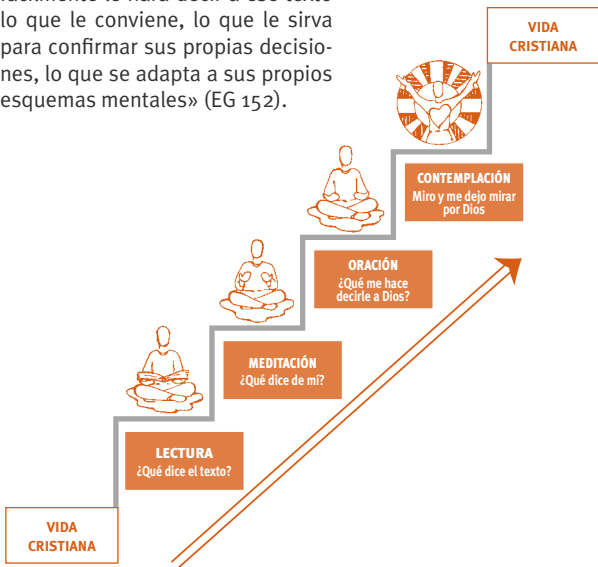 fácilmente le hará decir a ese texto
lo que le conviene, lo que le sirva
para confirmar sus propias decisio-
nes, lo que se adapta a sus propios
esquemas mentales» (EG 152).
VIDA
CRISTIANA
CONTEMPLACIÓN
Miro y me dejo mirar
por Dios
ORACIÓN
¿Qué me hace
decirle a Dios?
MEDITACIÓN
¿Qué dice de mí?
LECTURA
¿Qué dice el texto?
VIDA
CRISTIANA